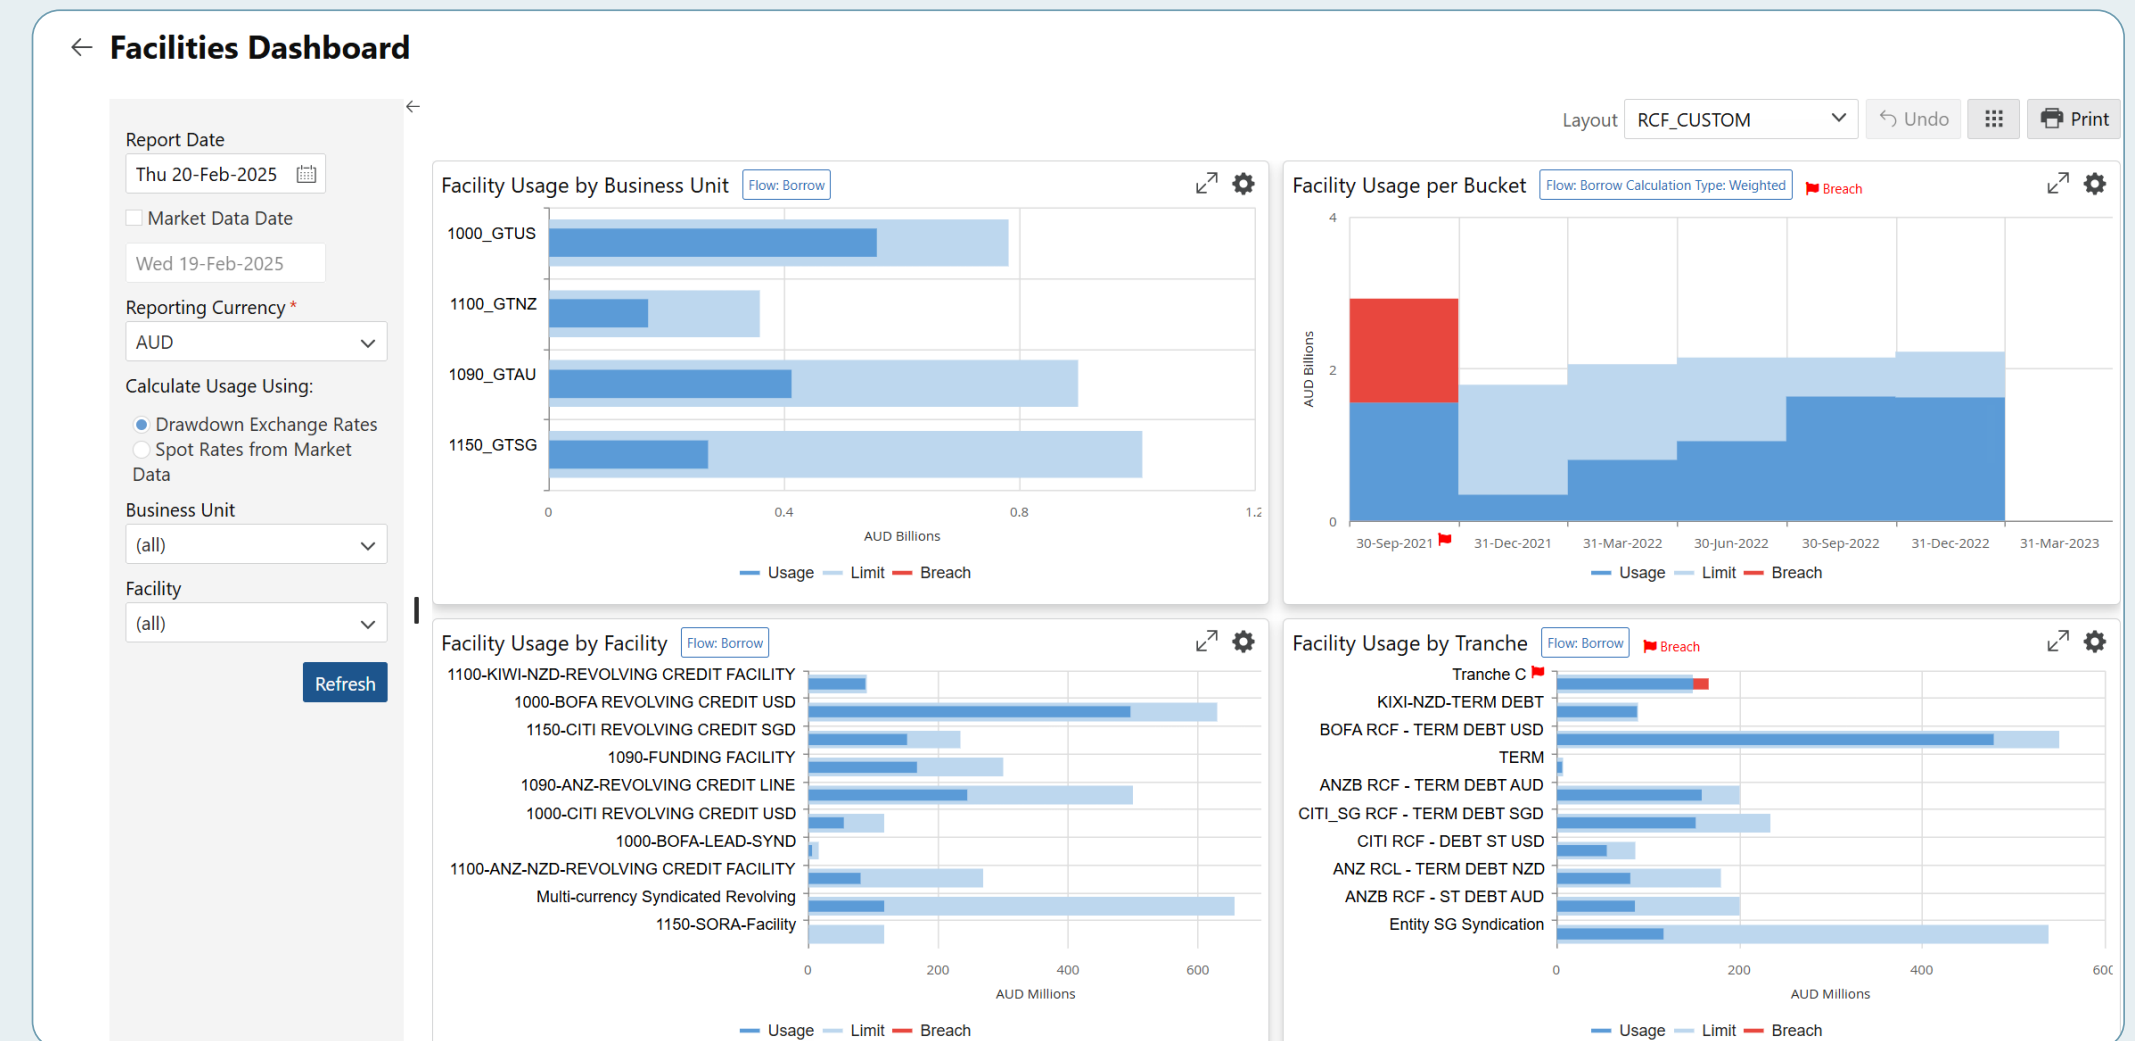 Facilities Dashboard
Report Date
Thu 20-Feb-2025
Market Data Date
Wed 19-Feb-2025
Reporting Currency *
AUD
Calculate Usage Using:
Drawdown Exchange Rates
Spot Rates from Market
Data
Business Unit
(all)
Facility
(all)
Refresh
Layout RCF_CUSTOM Undo Print
Facility Usage by Business Unit Flow: Borrow
1000_GTUS
1100_GTNZ
1090_GTAU
1150_GTSG
0 0.4 0.8 1.2
AUD Billions
Usage Limit Breach
Facility Usage per Bucket Flow: Borrow Calculation Type: Weighted Breach
4
2
0
AUD Billions
30-Sep-2021 31-Dec-2021 31-Mar-2022 30-Jun-2022 30-Sep-2022 31-Dec-2022 31-Mar-2023
Usage Limit Breach
Facility Usage by Facility Flow: Borrow
1100-KIWI-NZD-REVOLVING CREDIT FACILITY
1000-BOFA REVOLVING CREDIT USD
1150-CITI REVOLVING CREDIT SGD
1090-FUNDING FACILITY
1090-ANZ-REVOLVING CREDIT LINE
1000-CITI REVOLVING CREDIT USD
1000-BOFA-LEAD-SYND
1100-ANZ-NZD-REVOLVING CREDIT FACILITY
Multi-currency Syndicated Revolving
1150-SORA-Facility
0 200 400 600
AUD Millions
Usage Limit Breach
Facility Usage by Tranche Flow: Borrow Breach
Tranche C
KIXI-NZD-TERM DEBT
BOFA RCF - TERM DEBT USD
TERM
ANZB RCF - TERM DEBT AUD
CITI_SG RCF - TERM DEBT SGD
CITI RCF - DEBT ST USD
ANZ RCL - TERM DEBT NZD
ANZB RCF - ST DEBT AUD
Entity SG Syndication
0 200 400 600
AUD Millions
Usage Limit Breach